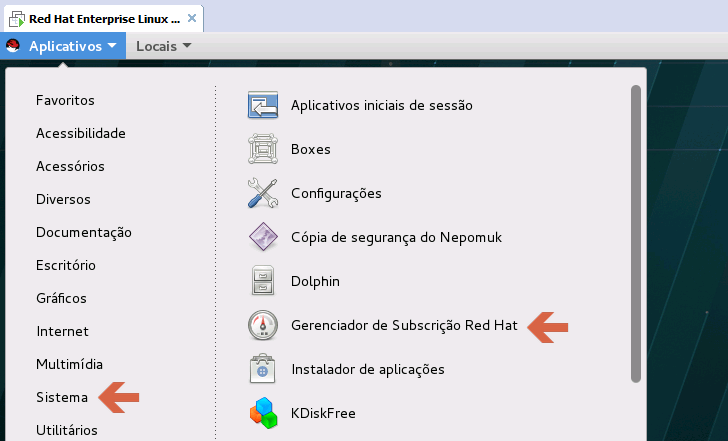 Red Hat Enterprise Linux ...
Aplicativos
Locais
Favoritos
Acessibilidade
Acessórios
Diversos
Documentação
Escritório
Gráficos
Internet
Multimídia
Sistema
Utilitários
Aplicativos iniciais de sessão
Boxes
Configurações
Cópia de segurança do Nepomuk
Dolphin
Gerenciador de Subscrição Red Hat
Instalador de aplicações
KDiskFree